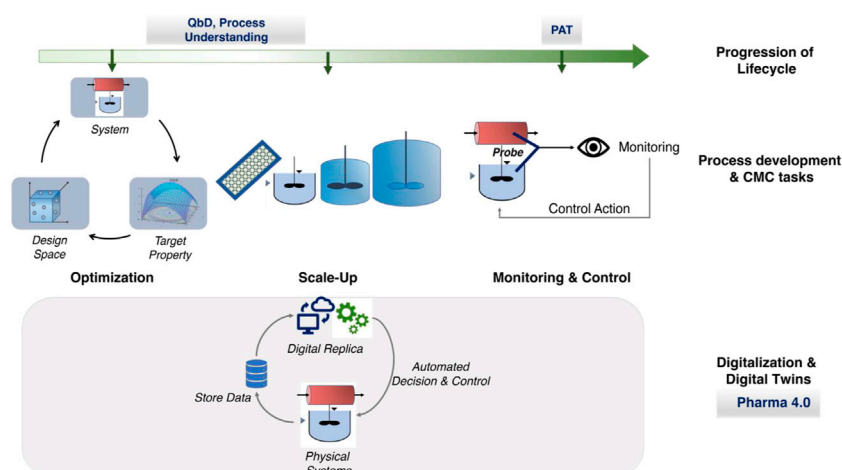 QbD, Process
Understanding
PAT
Progression of
Lifecycle
System
Design
Space
Target
Property
Probe
Monitoring
Control Action
Process development
& CMC tasks
Optimization
Scale-Up
Monitoring & Control
Digital Replica
Automated
Decision & Control
Store Data
Physical
Systems
Digitalization &
Digital Twins
Pharma 4.0